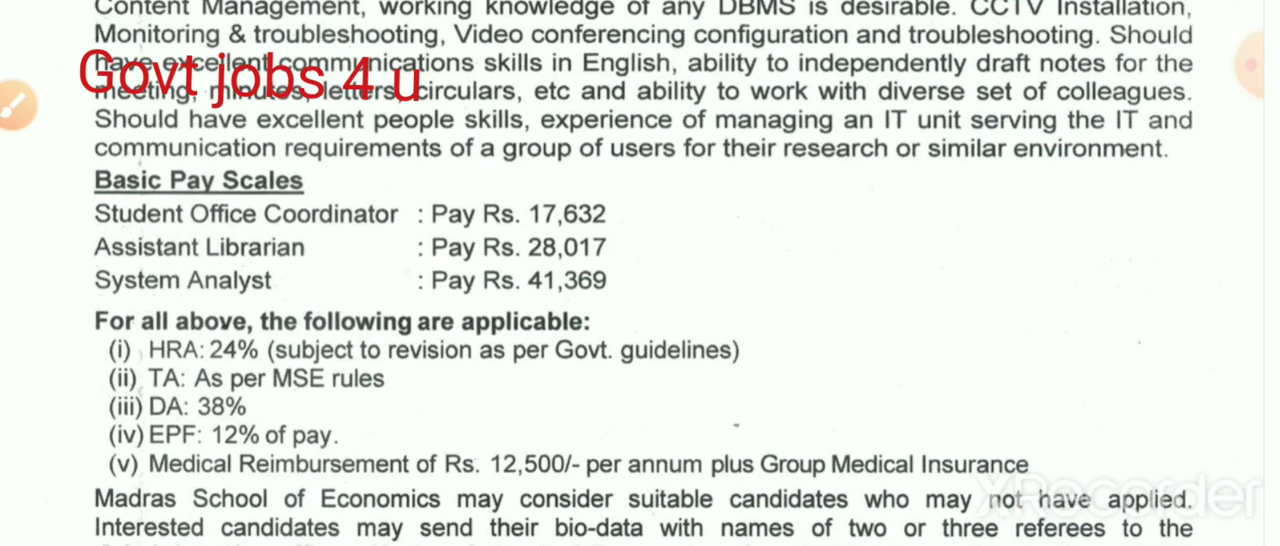 Content Management, working knowledge of any DBMS is desirable. CCTV Installation,
Monitoring & troubleshooting, Video conferencing configuration and troubleshooting. Should
have excellent communications skills in English, ability to independently draft notes for the
Govt jobs 4 u
meeting, minutes, letters, circulars, etc and ability to work with diverse set of colleagues.
Should have excellent people skills, experience of managing an IT unit serving the IT and
communication requirements of a group of users for their research or similar environment.
Basic Pay Scales
Student Office Coordinator : Pay Rs. 17,632
Assistant Librarian : Pay Rs. 28,017
System Analyst : Pay Rs. 41,369
For all above, the following are applicable:
(i) HRA: 24% (subject to revision as per Govt. guidelines)
(ii) TA: As per MSE rules
(iii) DA: 38%
(iv) EPF: 12% of pay.
(v) Medical Reimbursement of Rs. 12,500/- per annum plus Group Medical Insurance
XRecorder
Madras School of Economics may consider suitable candidates who may not have applied.
Interested candidates may send their bio-data with names of two or three referees to the